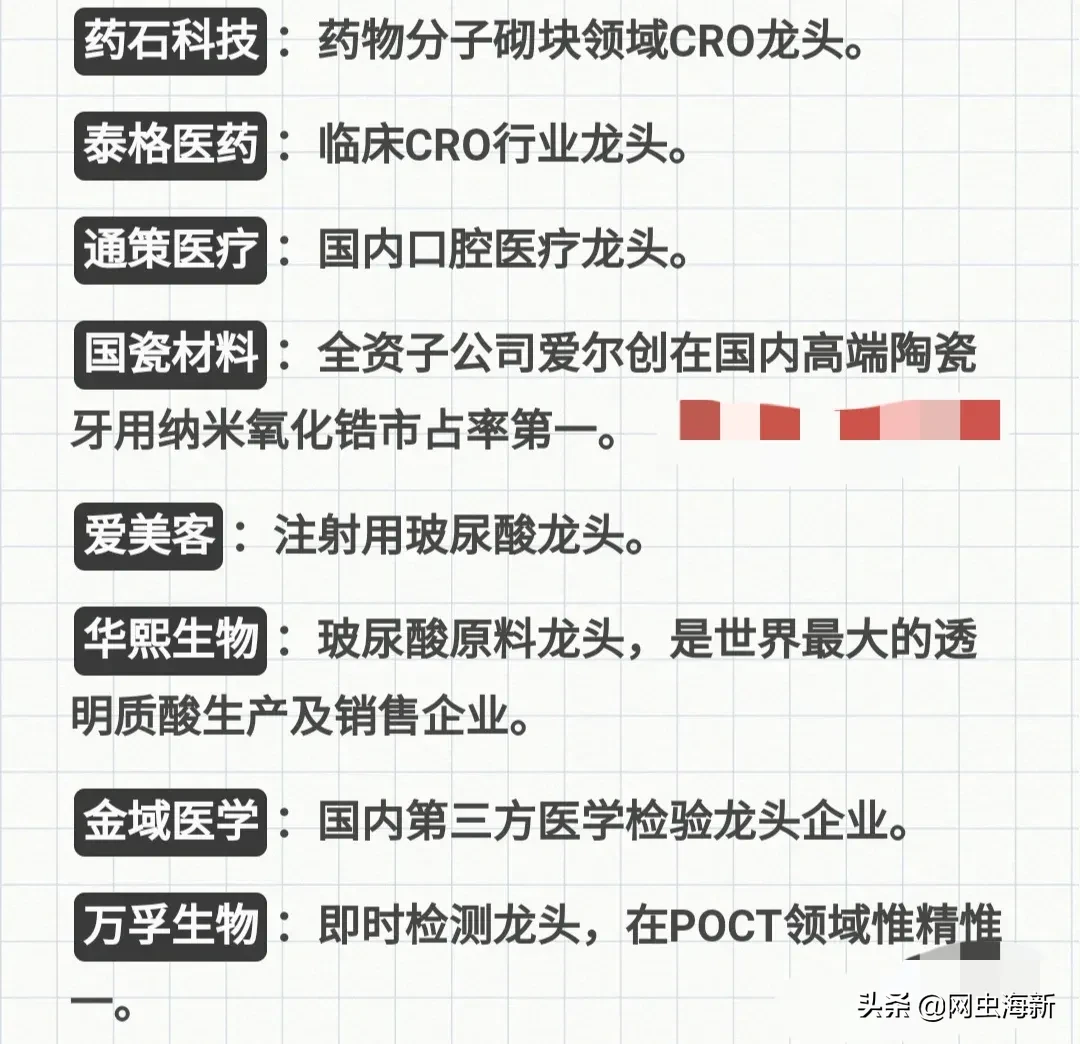 药石科技：药物分子砌块领域CRO龙头。
泰格医药：临床CRO行业龙头。
通策医疗：国内口腔医疗龙头。
国瓷材料：全资子公司爱尔创在国内高端陶瓷
牙用纳米氧化锆市占率第一。
爱美客：注射用玻尿酸龙头。
华熙生物：玻尿酸原料龙头，是世界最大的透
明质酸生产及销售企业。
金域医学：国内第三方医学检验龙头企业。
万孚生物：即时检测龙头，在POCT领域惟精惟
一。
头条 @网虫海新